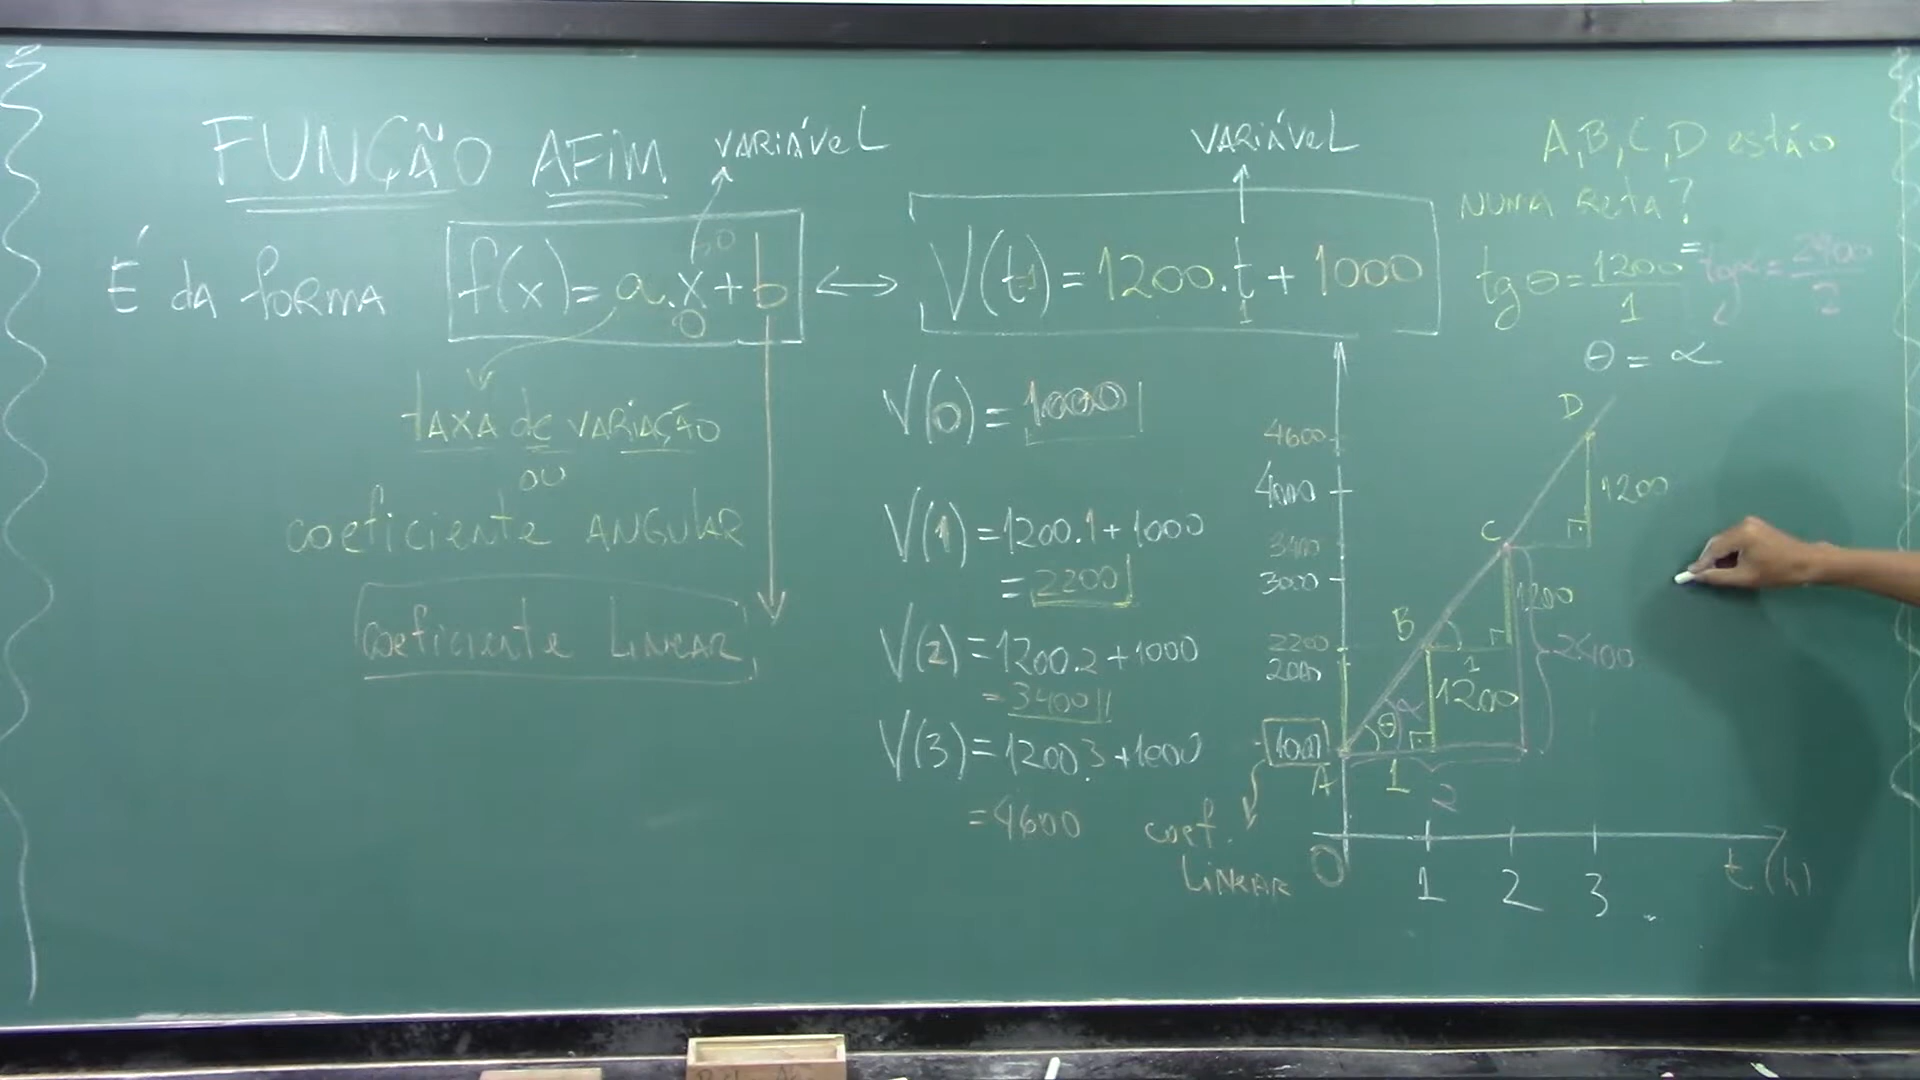 FUNÇÃO AFIM
VARIÁVEL
É DA FORMA
f(x) = a.x + b
0
TAXA de VARIAÇÃO
OU
coeficiente ANGULAR
coeficiente LINEAR
VARIÁVEL
V(t) = 1200.t + 1000
1
V(0) = 1000
V(1) = 1200.1 + 1000
= 2200
V(2) = 1200.2 + 1000
= 3400
V(3) = 1200.3 + 1000
= 4600
A, B, C, D estão
NUMA Reta?
tg θ = 1200/1 = tg α = 2400/2
θ = α
4600
4000
3400
3000
2200
2000
1000
coef.
LINEAR
D
1200
C
1200
2400
B
1
1200
θ
α
A
1
2
0
1 2 3 ...
t (h)